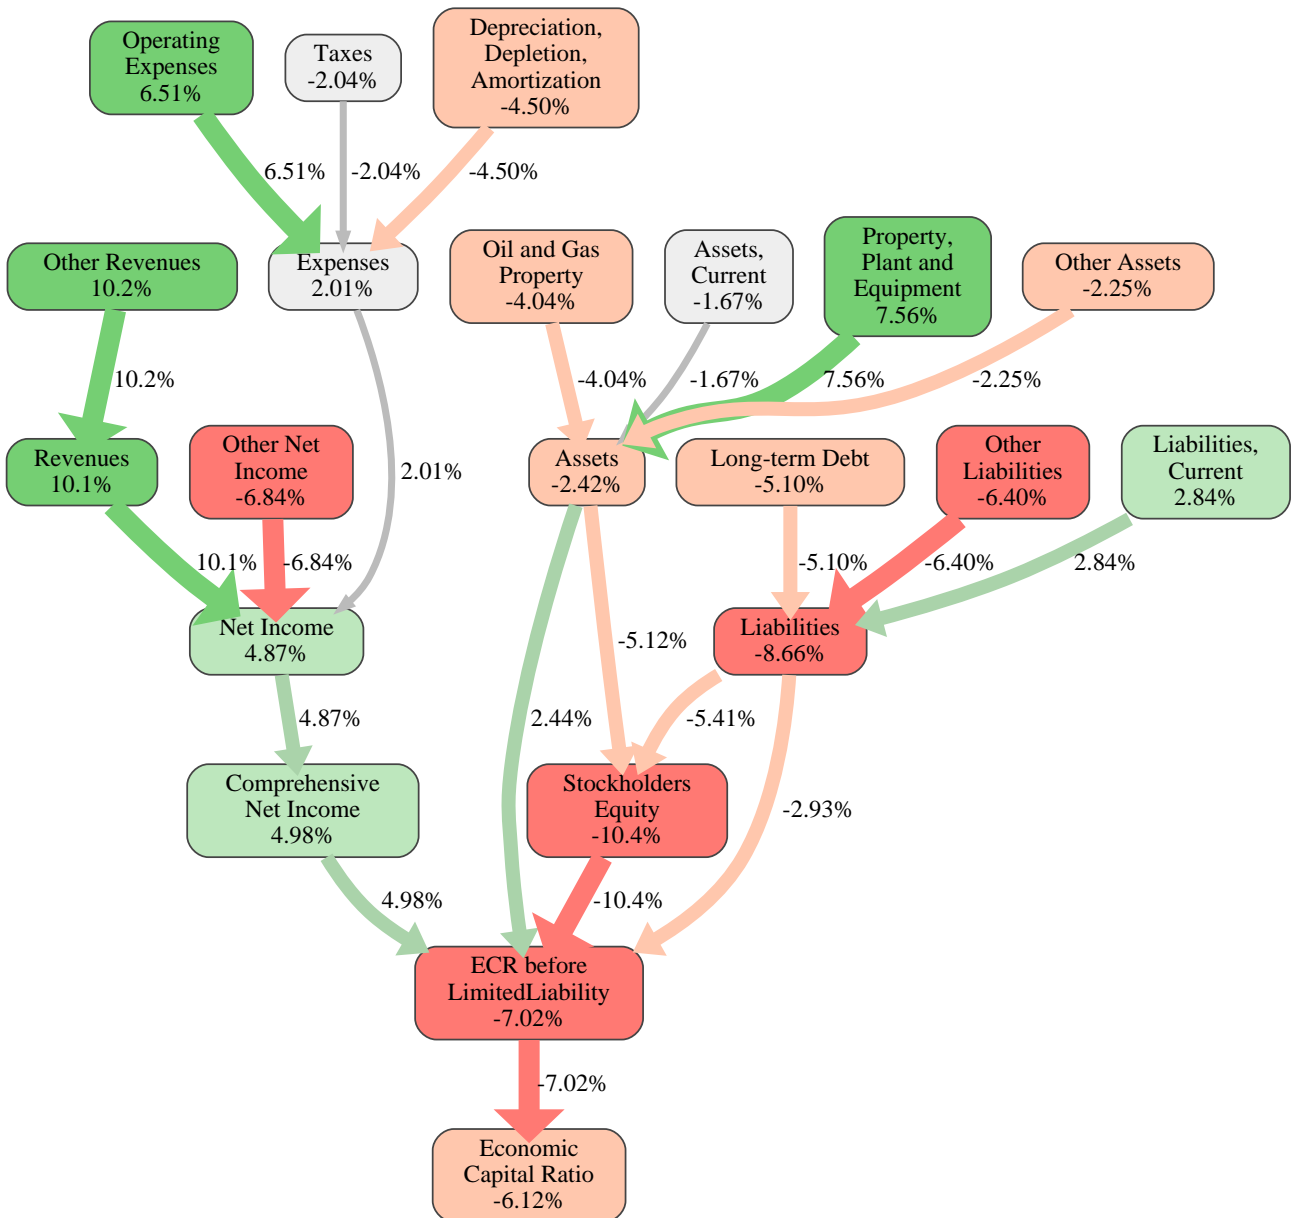 Operating
Expenses
6.51%
Taxes
-2.04%
Depreciation,
Depletion,
Amortization
-4.50%
6.51%
-2.04%
-4.50%
Other Revenues
10.2%
Expenses
2.01%
Oil and Gas
Property
-4.04%
Assets,
Current
-1.67%
Property,
Plant and
Equipment
7.56%
Other Assets
-2.25%
10.2%
-4.04%
-1.67%
7.56%
-2.25%
Revenues
10.1%
Other Net
Income
-6.84%
2.01%
Assets
-2.42%
Long-term Debt
-5.10%
Other
Liabilities
-6.40%
Liabilities,
Current
2.84%
10.1%
-6.84%
-5.10%
-6.40%
2.84%
Net Income
4.87%
-5.12%
Liabilities
-8.66%
4.87%
2.44%
-5.41%
Comprehensive
Net Income
4.98%
Stockholders
Equity
-10.4%
-2.93%
4.98%
-10.4%
ECR before
LimitedLiability
-7.02%
-7.02%
Economic
Capital Ratio
-6.12%